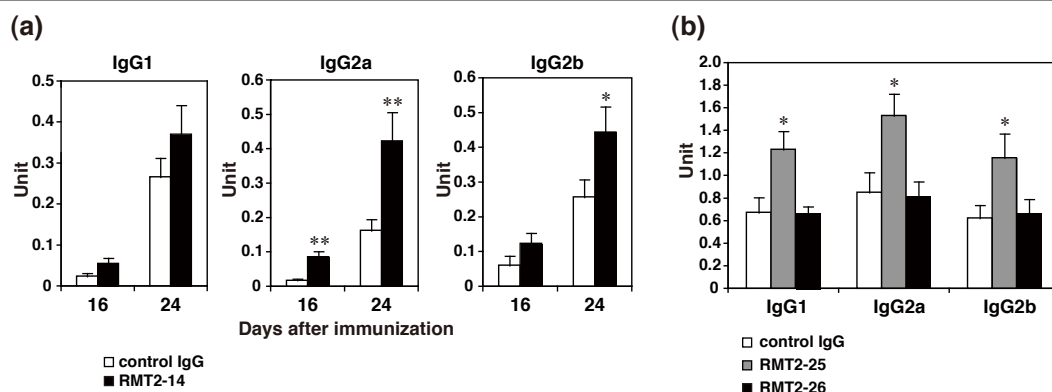 (a)
IgG1
IgG2a
IgG2b
Unit
0.5
0.4
0.3
0.2
0.1
0
16
24
Unit
0.6
0.5
0.4
0.3
0.2
0.1
0
**
**
16
24
Unit
0.6
0.5
0.4
0.3
0.2
0.1
0
*
16
24
Days after immunization
control IgG
RMT2-14
(b)
Unit
2.0
1.8
1.6
1.4
1.2
1.0
0.8
0.6
0.4
0.2
0
*
*
*
IgG1
IgG2a
IgG2b
control IgG
RMT2-25
RMT2-26